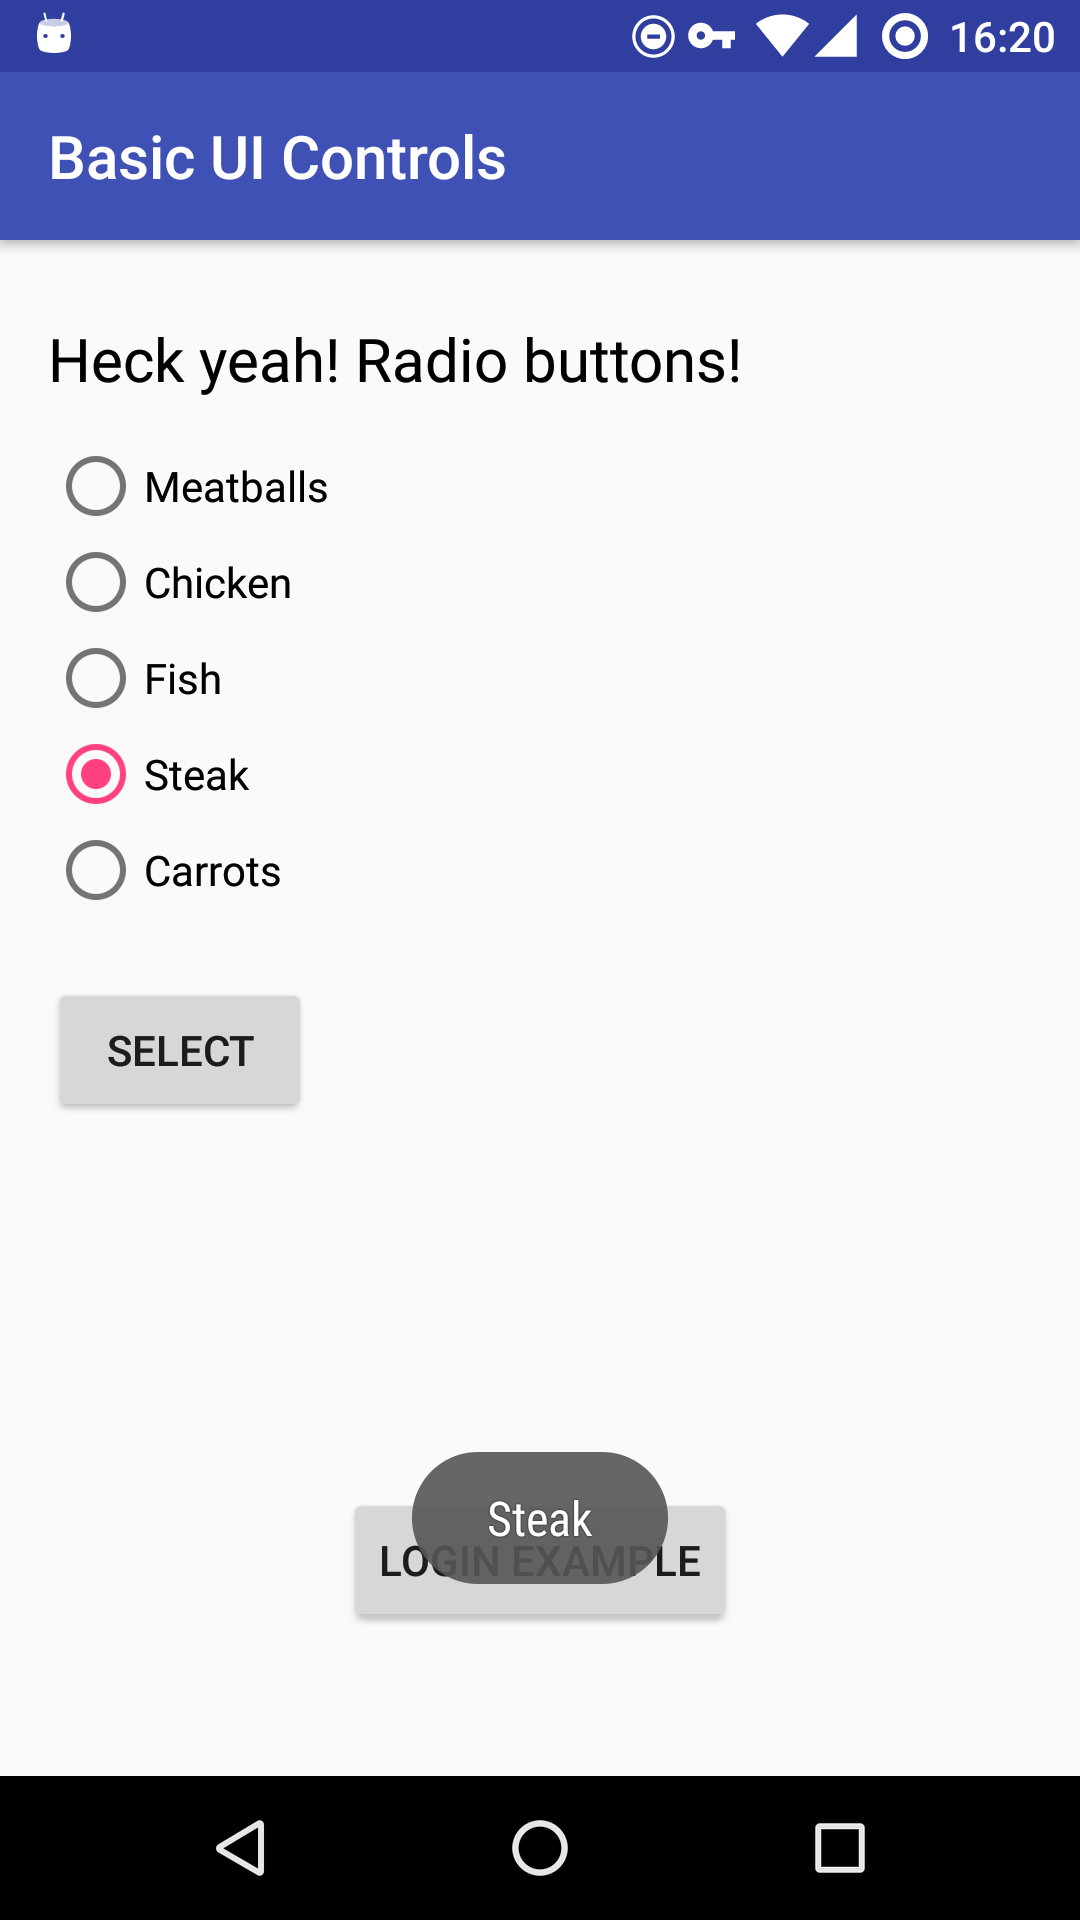 16:20
Basic UI Controls
Heck yeah! Radio buttons!
Meatballs
Chicken
Fish
Steak
Carrots
SELECT
Steak
LOGIN EXAMPLE